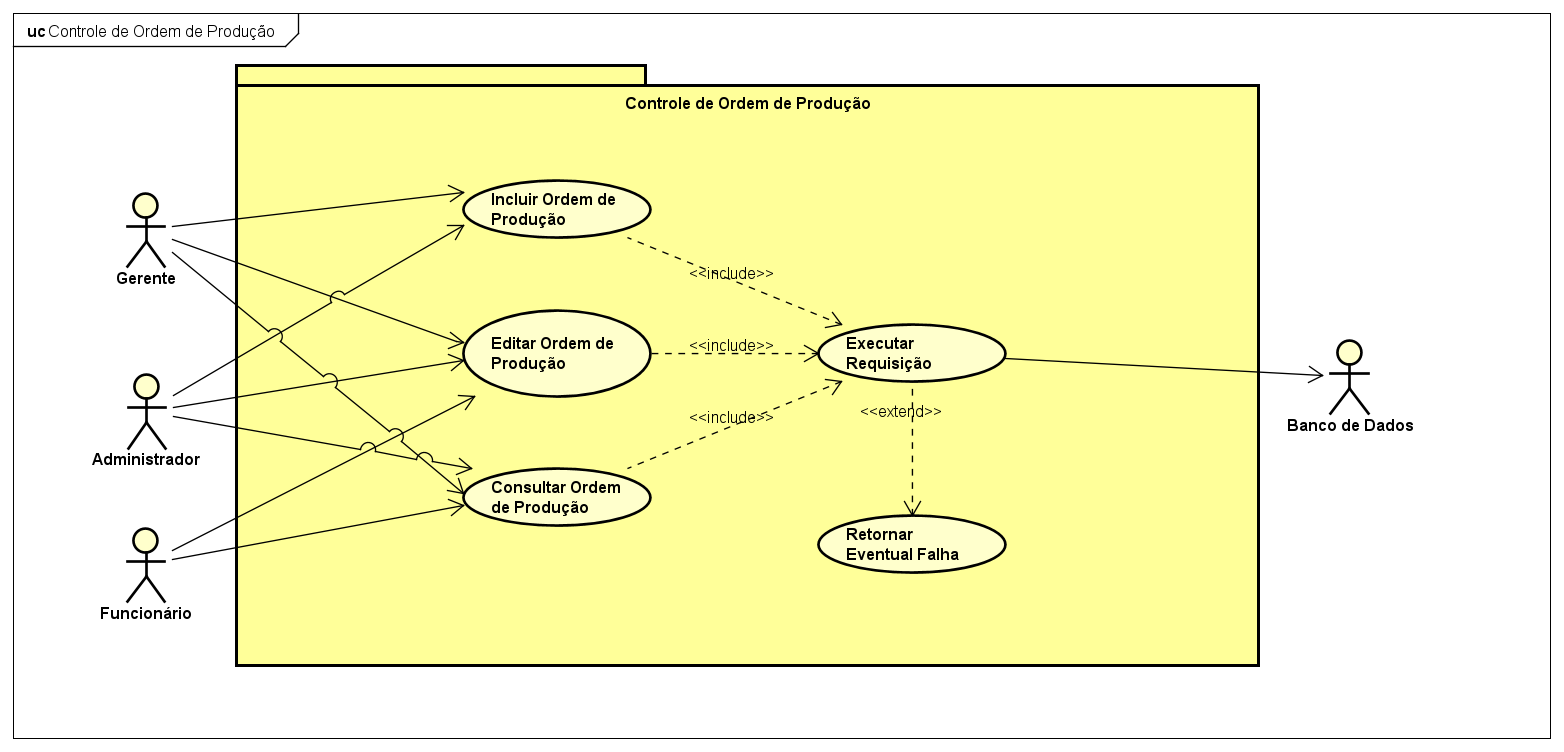 uc Controle de Ordem de Produção
Controle de Ordem de Produção
Incluir Ordem de
Produção
Gerente
<<include>>
Editar Ordem de
Produção
<<include>>
Executar
Requisição
<<include>>
<<extend>>
Banco de Dados
Administrador
Consultar Ordem
de Produção
Retornar
Eventual Falha
Funcionário